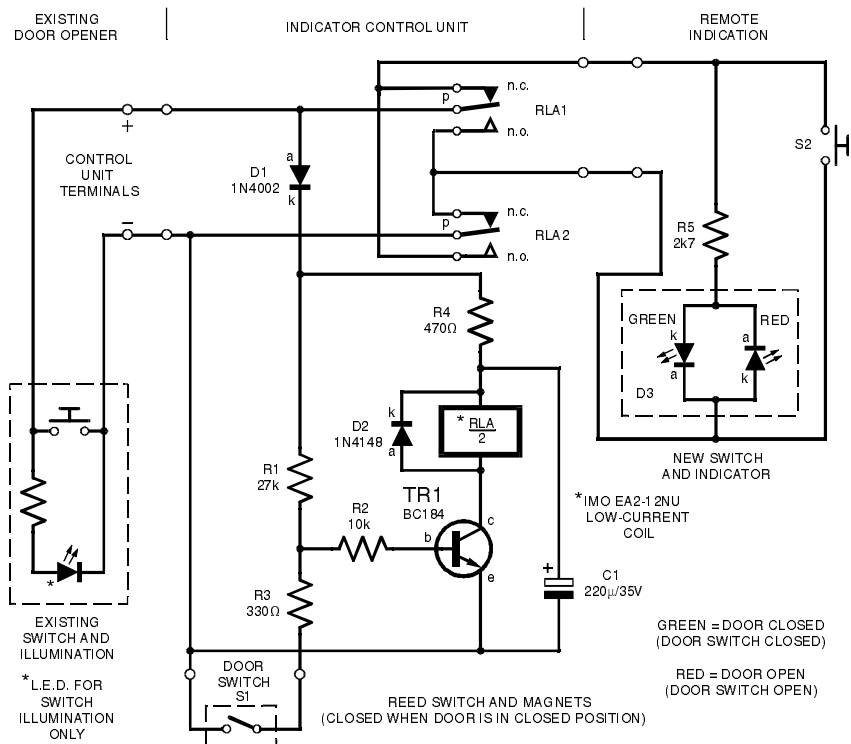 EXISTING
DOOR OPENER
INDICATOR CONTROL UNIT
REMOTE
INDICATION
n.c.
p
RLA1
n.o.
+
CONTROL
UNIT
TERMINALS
a
D1
1N4002
k
S2
–
n.c.
p
RLA2
n.o.
R5
2k7
R4
470Ω
GREEN
RED
k
a
a
k
D3
k
D2
1N4148
a
* RLA
2
NEW SWITCH
AND INDICATOR
R1
27k
TR1
BC184
*IMO EA2-12NU
LOW-CURRENT
COIL
R2
10k
c
b
e
*
+
C1
220µ/35V
R3
330Ω
EXISTING
SWITCH AND
ILLUMINATION
GREEN = DOOR CLOSED
(DOOR SWITCH CLOSED)
RED = DOOR OPEN
(DOOR SWITCH OPEN)
*L.E.D. FOR
SWITCH
ILLUMINATION
ONLY
DOOR
SWITCH
S1
REED SWITCH AND MAGNETS
(CLOSED WHEN DOOR IS IN CLOSED POSITION)